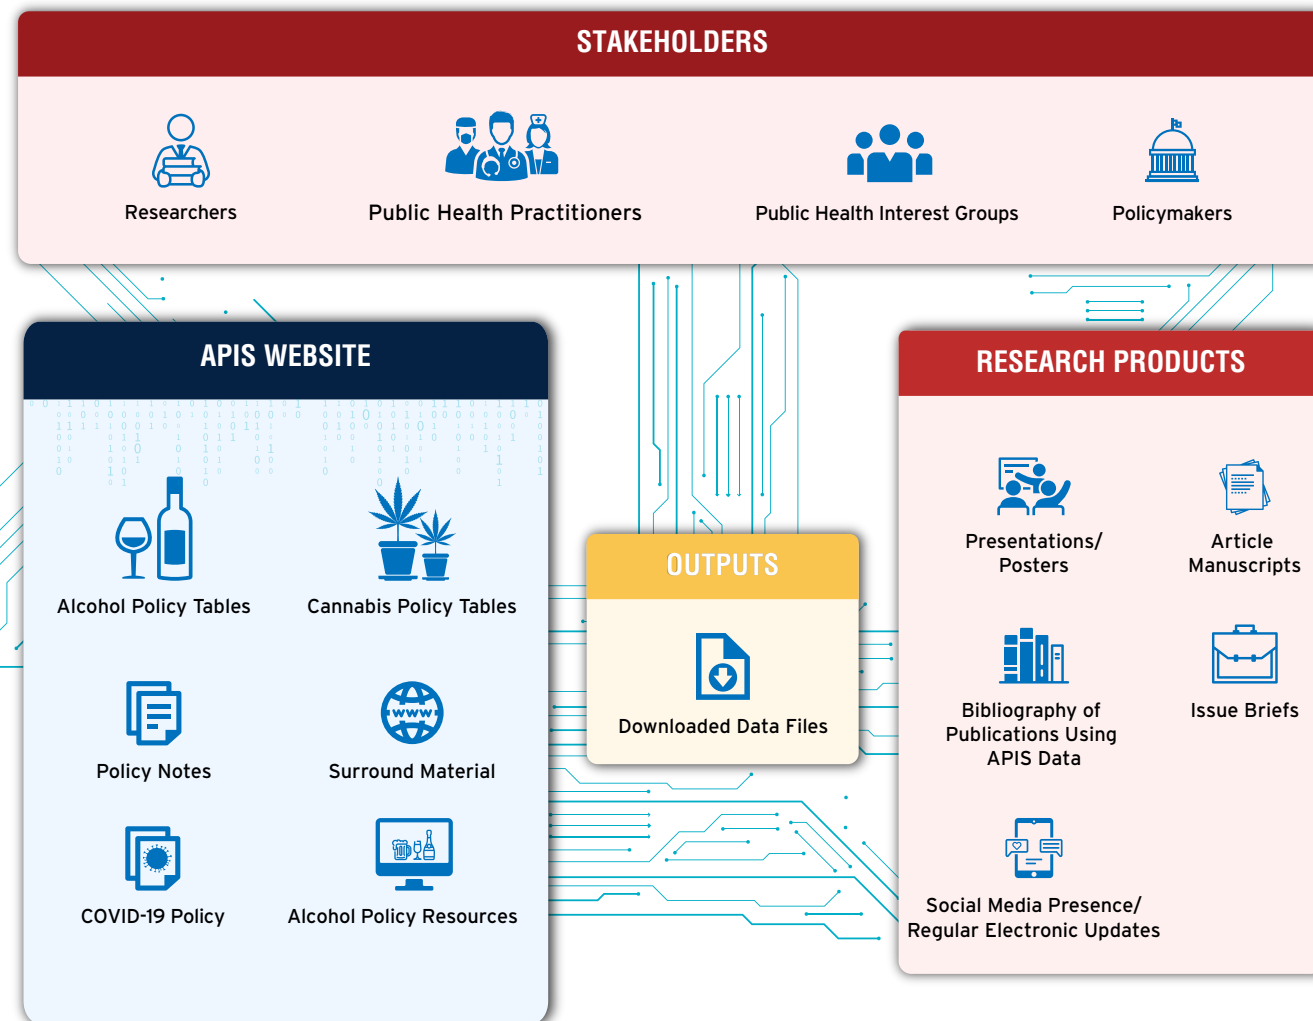 STAKEHOLDERS
Researchers
Public Health Practitioners
Public Health Interest Groups
Policymakers
APIS WEBSITE
Alcohol Policy Tables
Cannabis Policy Tables
Policy Notes
www
Surround Material
COVID-19 Policy
Alcohol Policy Resources
OUTPUTS
Downloaded Data Files
RESEARCH PRODUCTS
Presentations/
Posters
Article
Manuscripts
Bibliography of
Publications Using
APIS Data
Issue Briefs
Social Media Presence/
Regular Electronic Updates